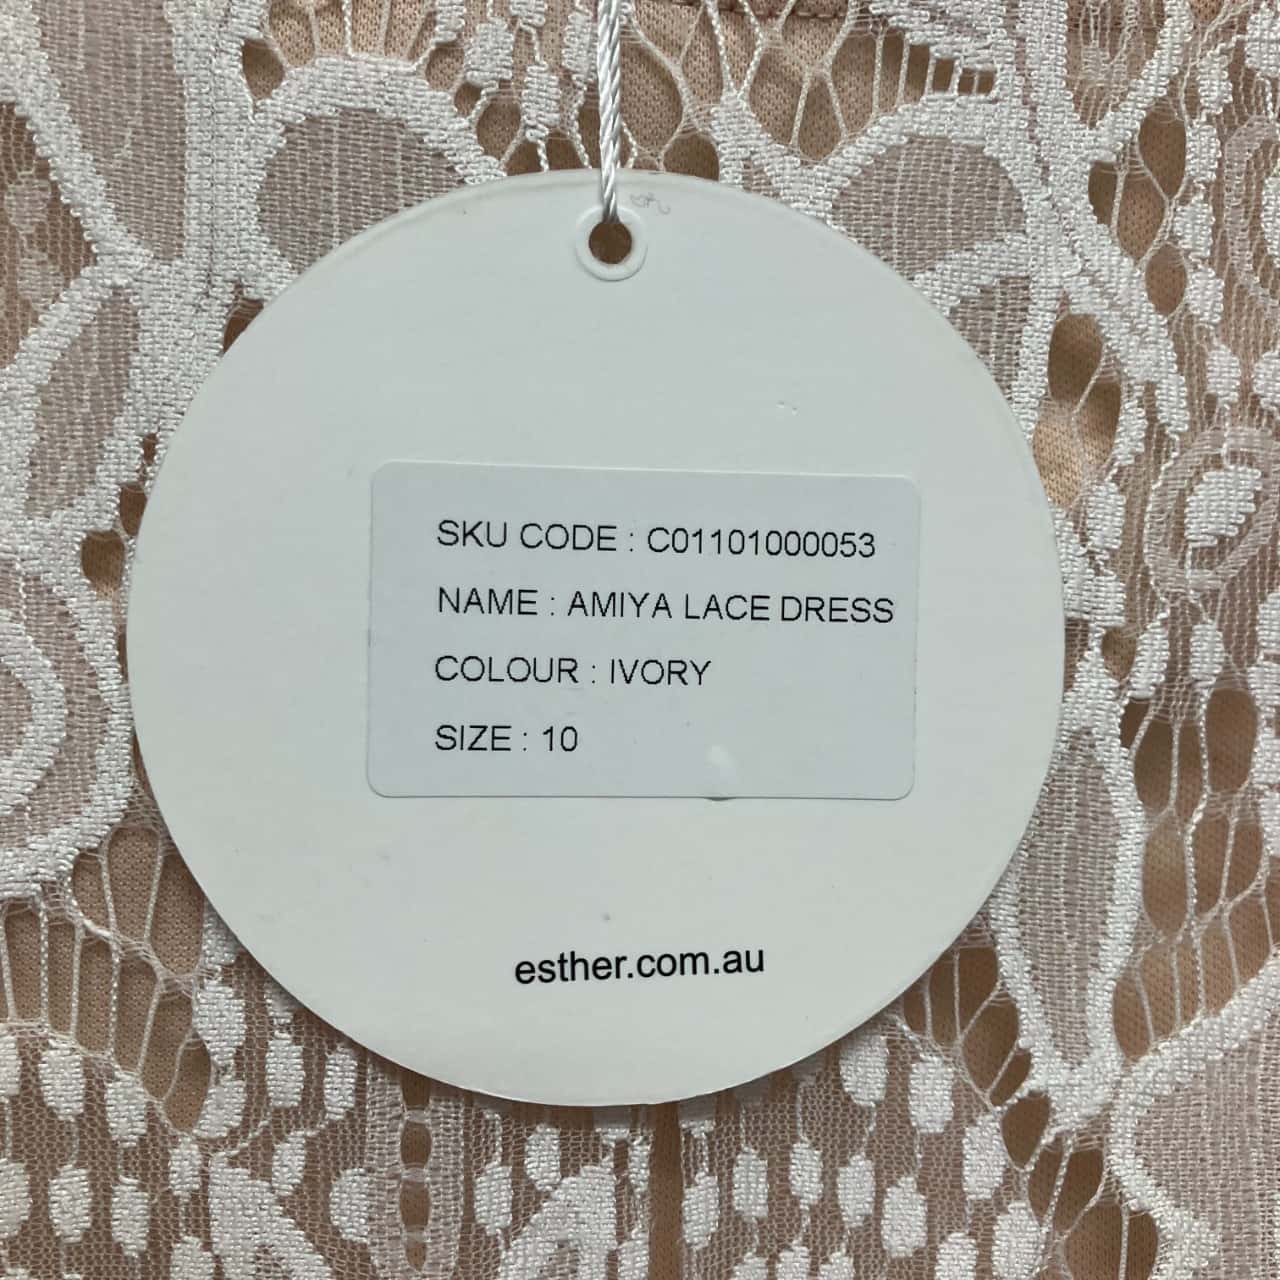 SKU CODE : C01101000053
NAME : AMIYA LACE DRESS
COLOUR : IVORY
SIZE : 10
esther.com.au